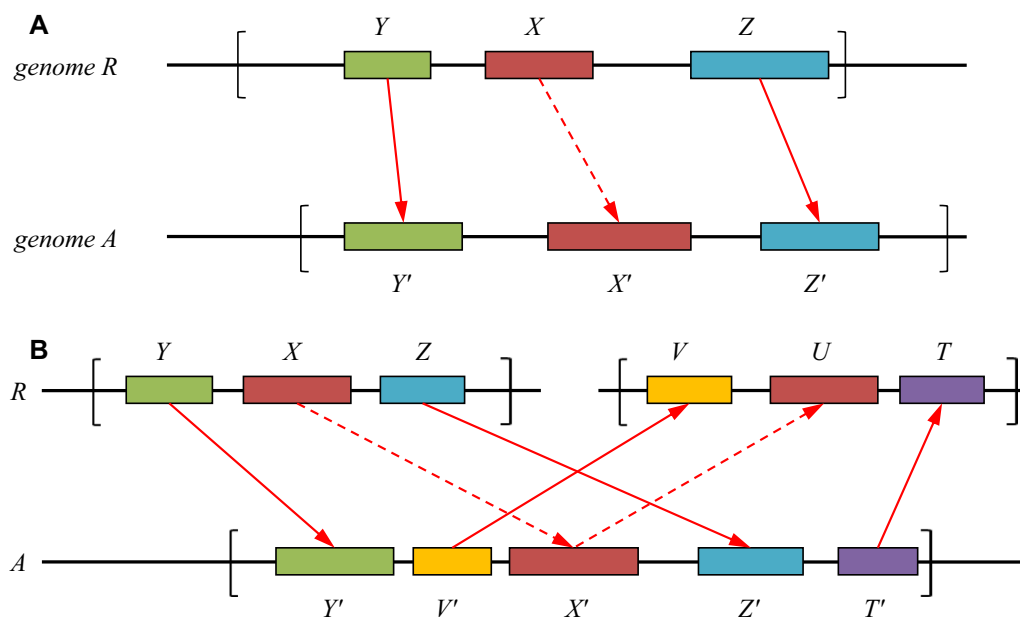 A
Y X Z
genome R
genome A
Y' X' Z'
B
Y X Z V U T
R
A
Y' V' X' Z' T'